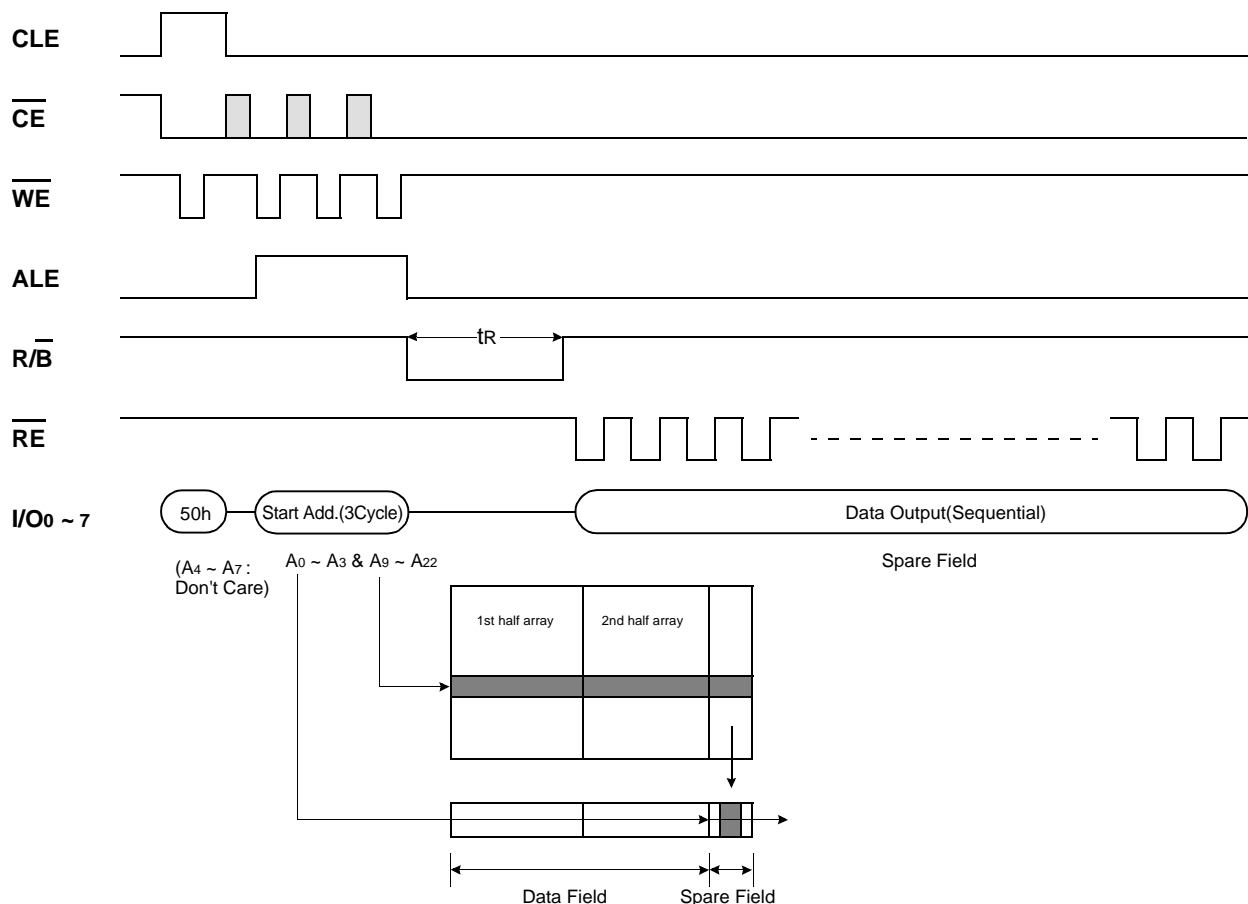 CLE
CE
WE
ALE
R/B
tR
RE
I/O0 ~ 7
50h
Start Add.(3Cycle)
Data Output(Sequential)
(A4 ~ A7 :
Don't Care)
A0 ~ A3 & A9 ~ A22
Spare Field
1st half array
2nd half array
Data Field
Spare Field